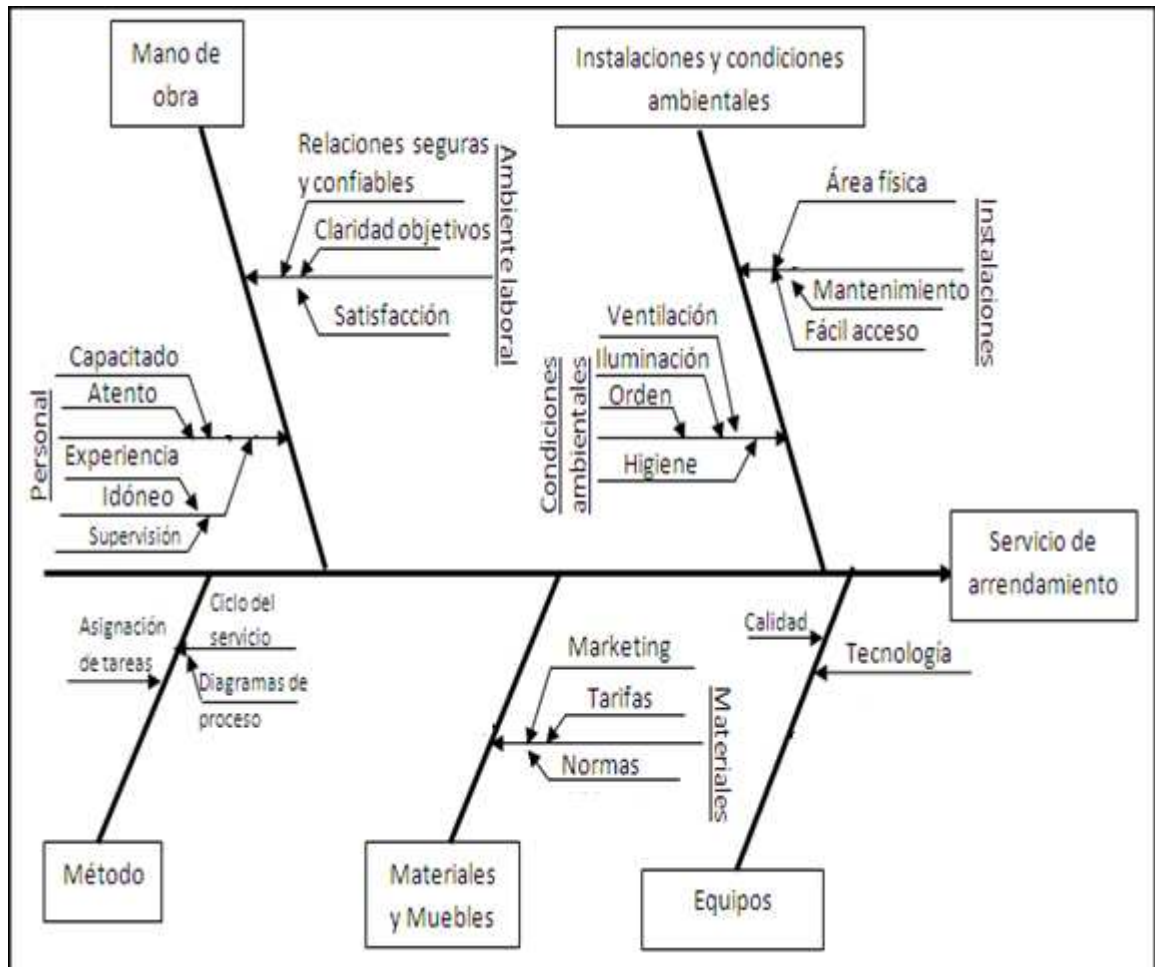 Mano de
obra
Instalaciones y condiciones
ambientales
Relaciones seguras
y confiables
Claridad objetivos
Satisfacción
Ambiente laboral
Área física
Mantenimiento
Fácil acceso
Instalaciones
Capacitado
Atento
Experiencia
Idóneo
Supervisión
Personal
Ventilación
Iluminación
Orden
Higiene
Condiciones
ambientales
Servicio de
arrendamiento
Asignación
de tareas
Ciclo del
servicio
Diagramas de
proceso
Marketing
Tarifas
Normas
Materiales
Calidad
Tecnología
Método
Materiales
y Muebles
Equipos